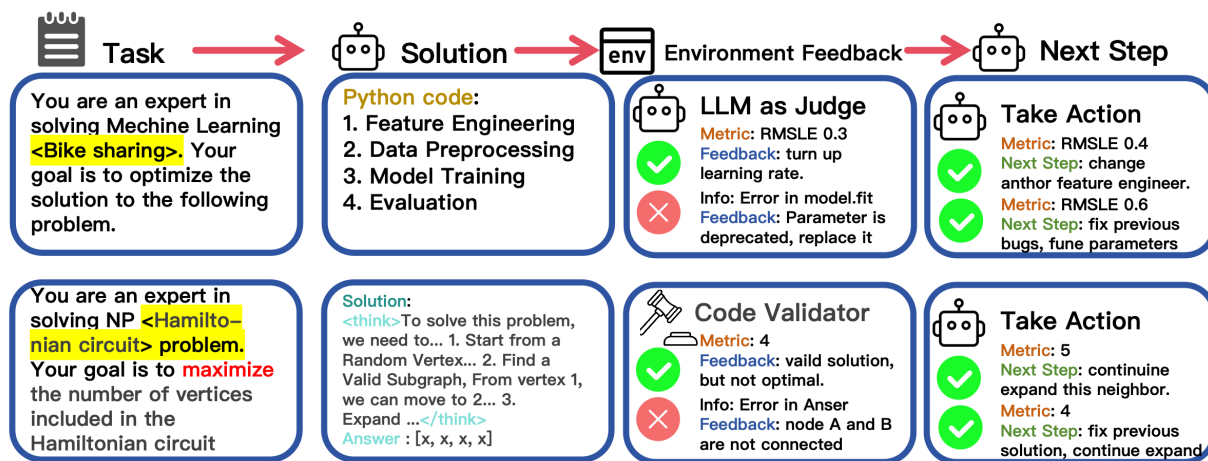 Task
Solution
env
Environment Feedback
Next Step
You are an expert in
solving Mechine Learning
<Bike sharing>. Your
goal is to optimize the
solution to the following
problem.
Python code:
1. Feature Engineering
2. Data Preprocessing
3. Model Training
4. Evaluation
LLM as Judge
Metric: RMSLE 0.3
Feedback: turn up
learning rate.
Info: Error in model.fit
Feedback: Parameter is
deprecated, replace it
Take Action
Metric: RMSLE 0.4
Next Step: change
anthor feature engineer.
Metric: RMSLE 0.6
Next Step: fix previous
bugs, fune parameters
You are an expert in
solving NP <Hamilto-
nian circuit> problem.
Your goal is to maximize
the number of vertices
included in the
Hamiltonian circuit
Solution:
<think>To solve this problem,
we need to... 1. Start from a
Random Vertex... 2. Find a
Valid Subgraph, From vertex 1,
we can move to 2... 3.
Expand ...</think>
Answer : [x, x, x, x]
Code Validator
Metric: 4
Feedback: vaild solution,
but not optimal.
Info: Error in Anser
Feedback: node A and B
are not connected
Take Action
Metric: 5
Next Step: continuine
expand this neighbor.
Metric: 4
Next Step: fix previous
solution, continue expand